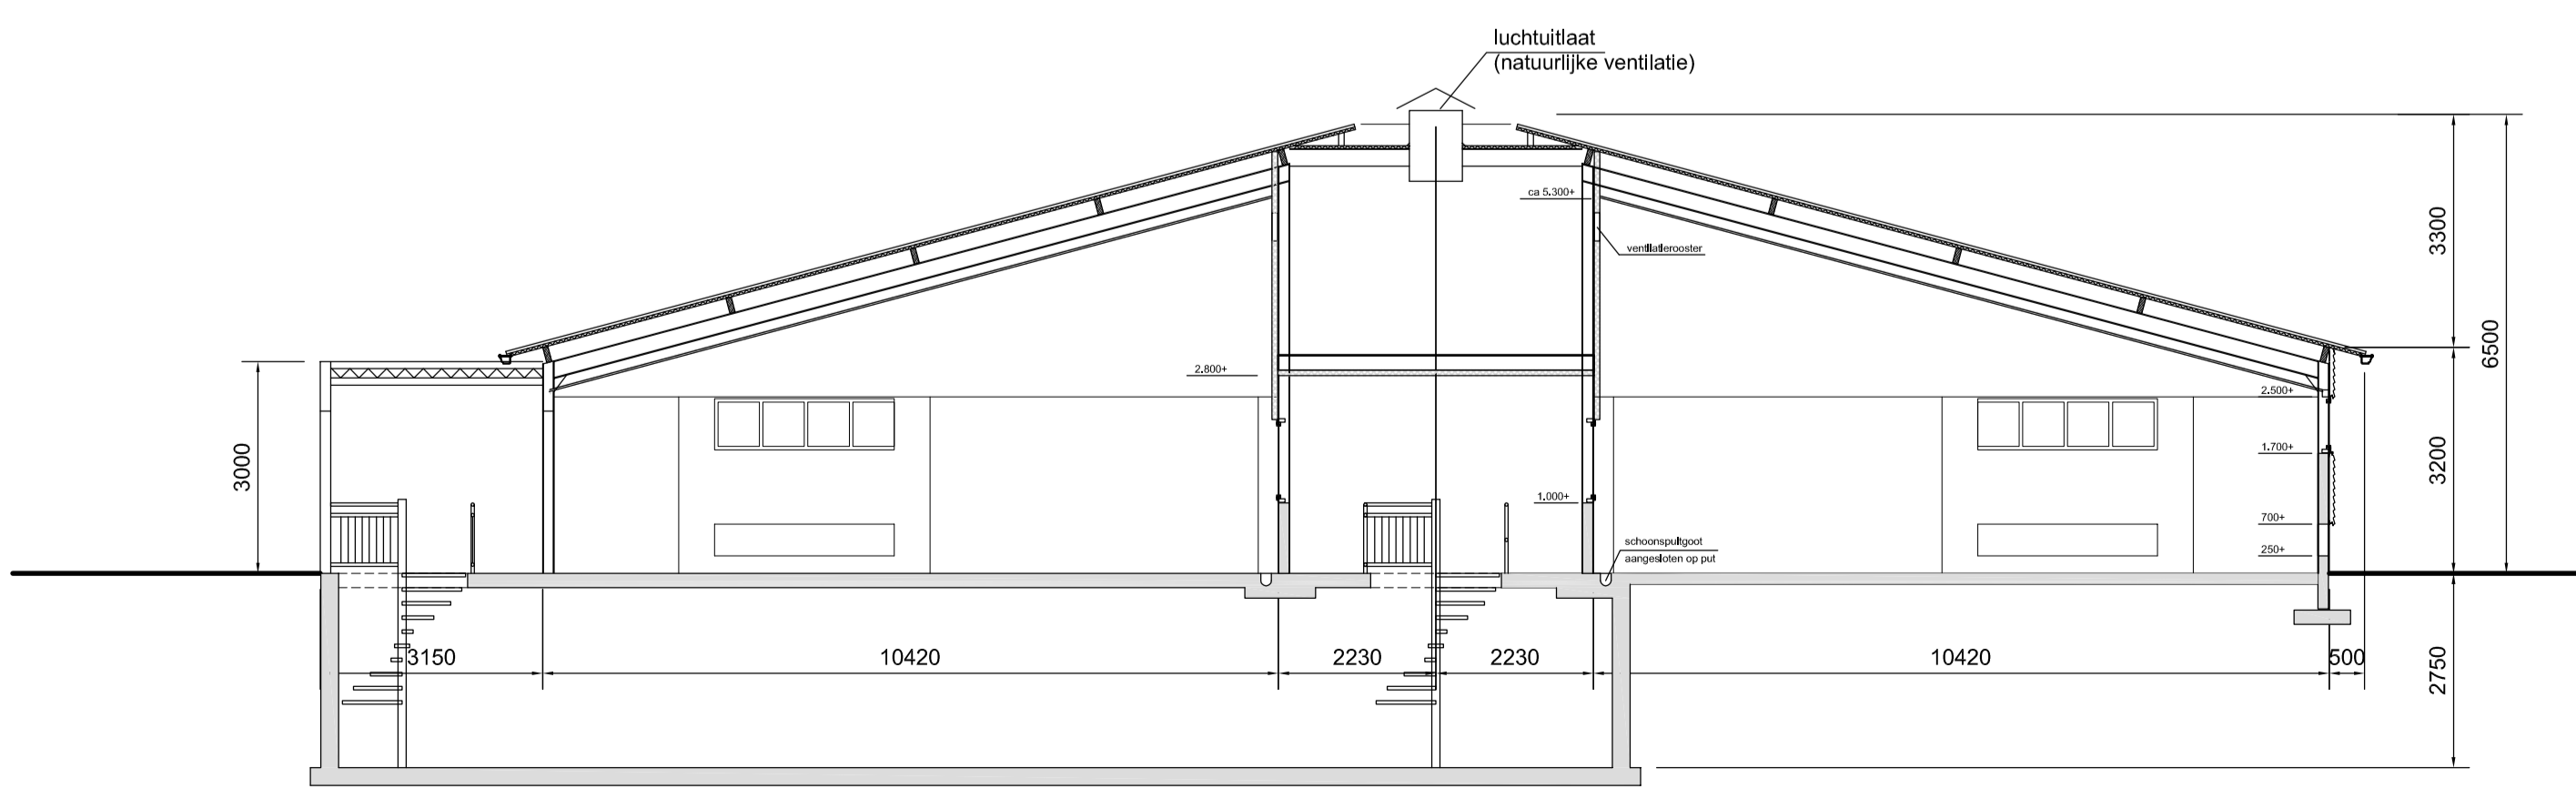 luchtuitlaat
(natuurlijke ventilatie)
ca 5.300+
3300
ventilatierooster
6500
2.800+
2.500+
3000
1.700+
3200
1.000+
700+
schoonspuitgoot
aangesloten op put
250+
3150
10420
2230
2230
10420
500
2750